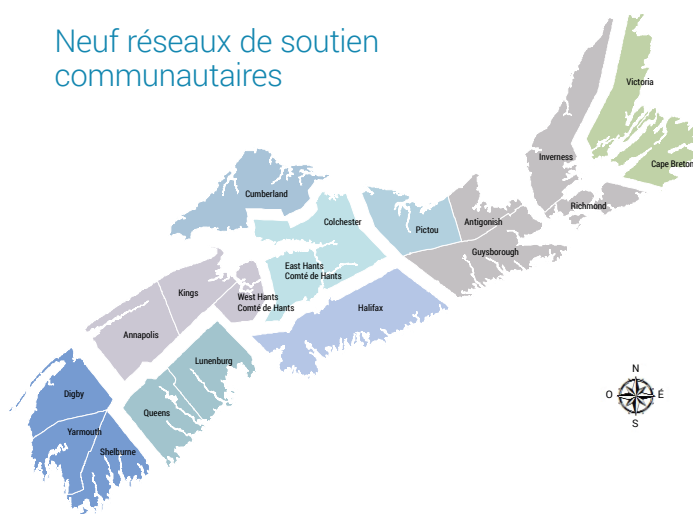 Neuf réseaux de soutien
communautaires
Victoria
Cape Breton
Inverness
Richmond
Cumberland
Colchester
Pictou
Antigonish
Guysborough
East Hants
Comté de Hants
Kings
West Hants
Comté de Hants
Halifax
Annapolis
Lunenburg
Queens
Digby
Yarmouth
Shelburne
N
O
É
S